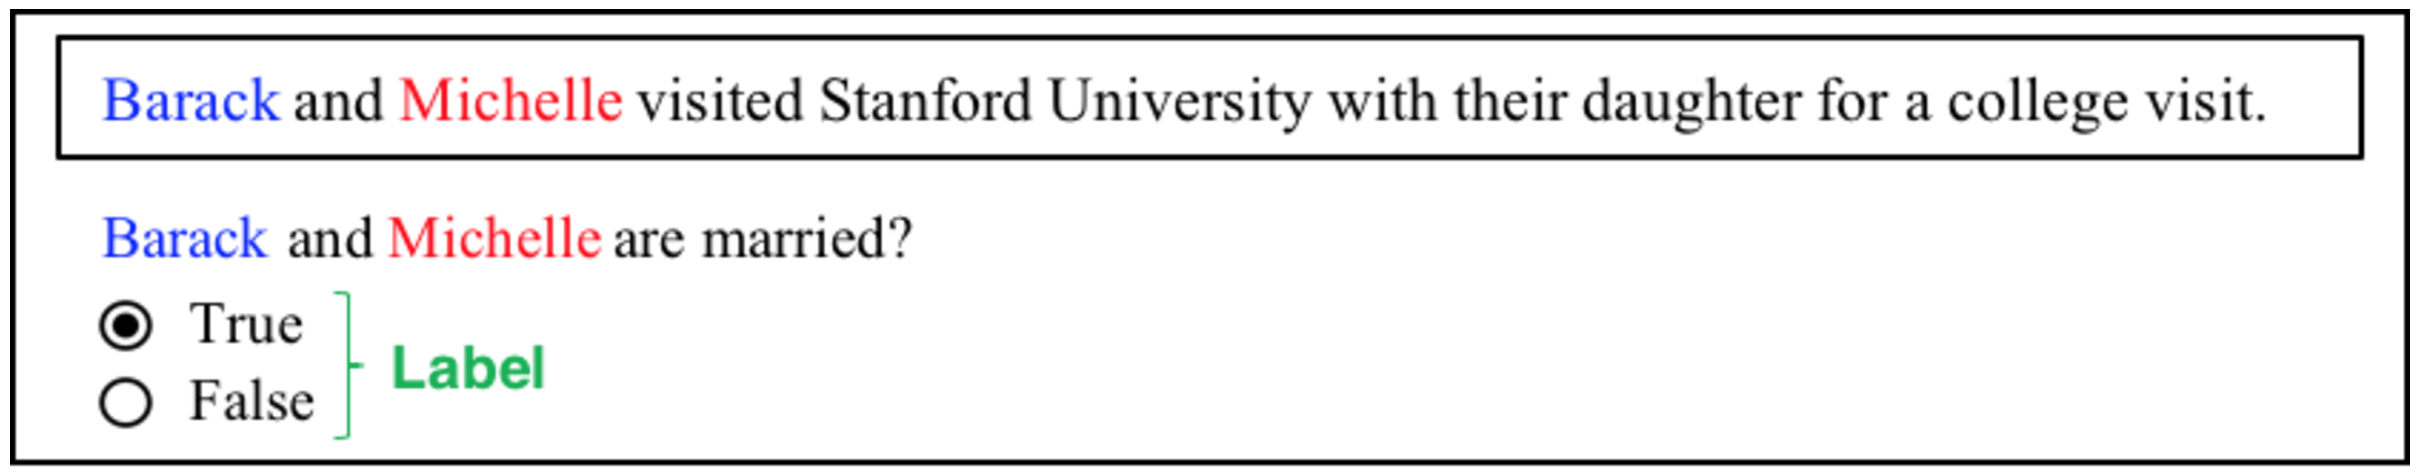 Barack and Michelle visited Stanford University with their daughter for a college visit.
Barack and Michelle are married?
True
False
Label